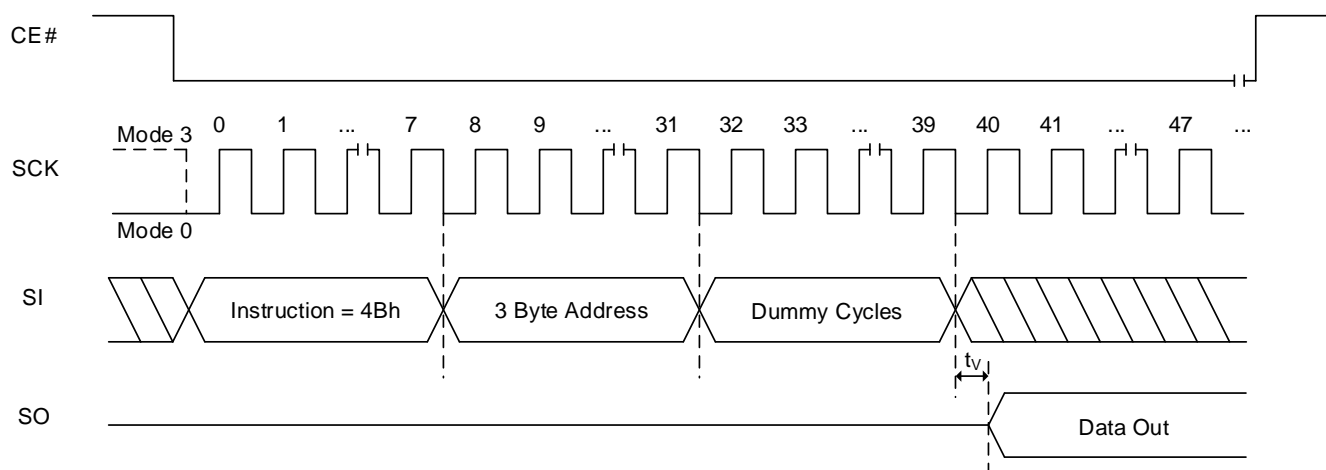 CE#
Mode 3 0 1 ... 7 8 9 ... 31 32 33 ... 39 40 41 ... 47 ...
SCK
Mode 0
SI Instruction = 4Bh 3 Byte Address Dummy Cycles
tV
SO Data Out